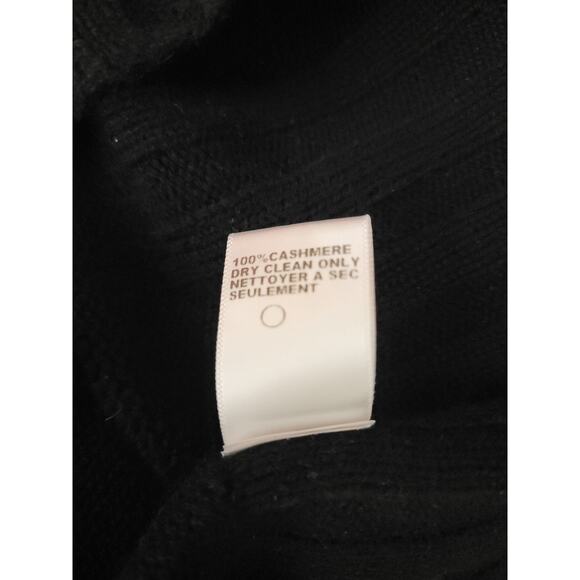 100%CASHMERE
DRY CLEAN ONLY
NETTOYER A SEC
SEULEMENT